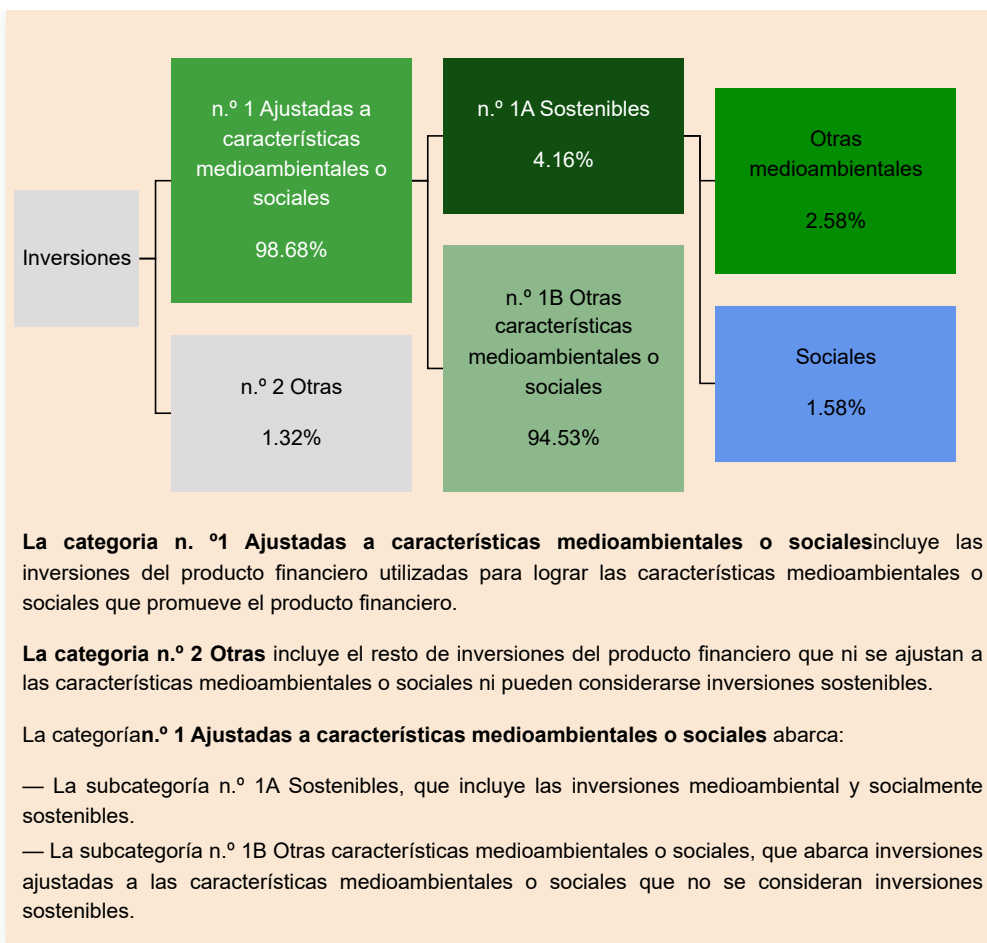 Inversiones
n.º 1 Ajustadas a
características
medioambientales o
sociales
98.68%
n.º 2 Otras
1.32%
n.º 1A Sostenibles
4.16%
n.º 1B Otras
características
medioambientales o
sociales
94.53%
Otras
medioambientales
2.58%
Sociales
1.58%
La categoria n. º1 Ajustadas a características medioambientales o socialesincluye las
inversiones del producto financiero utilizadas para lograr las características medioambientales o
sociales que promueve el producto financiero.
La categoria n.º 2 Otras incluye el resto de inversiones del producto financiero que ni se ajustan a
las características medioambientales o sociales ni pueden considerarse inversiones sostenibles.
La categorían.º 1 Ajustadas a características medioambientales o sociales abarca:
— La subcategoría n.º 1A Sostenibles, que incluye las inversiones medioambiental y socialmente
sostenibles.
— La subcategoría n.º 1B Otras características medioambientales o sociales, que abarca inversiones
ajustadas a las características medioambientales o sociales que no se consideran inversiones
sostenibles.